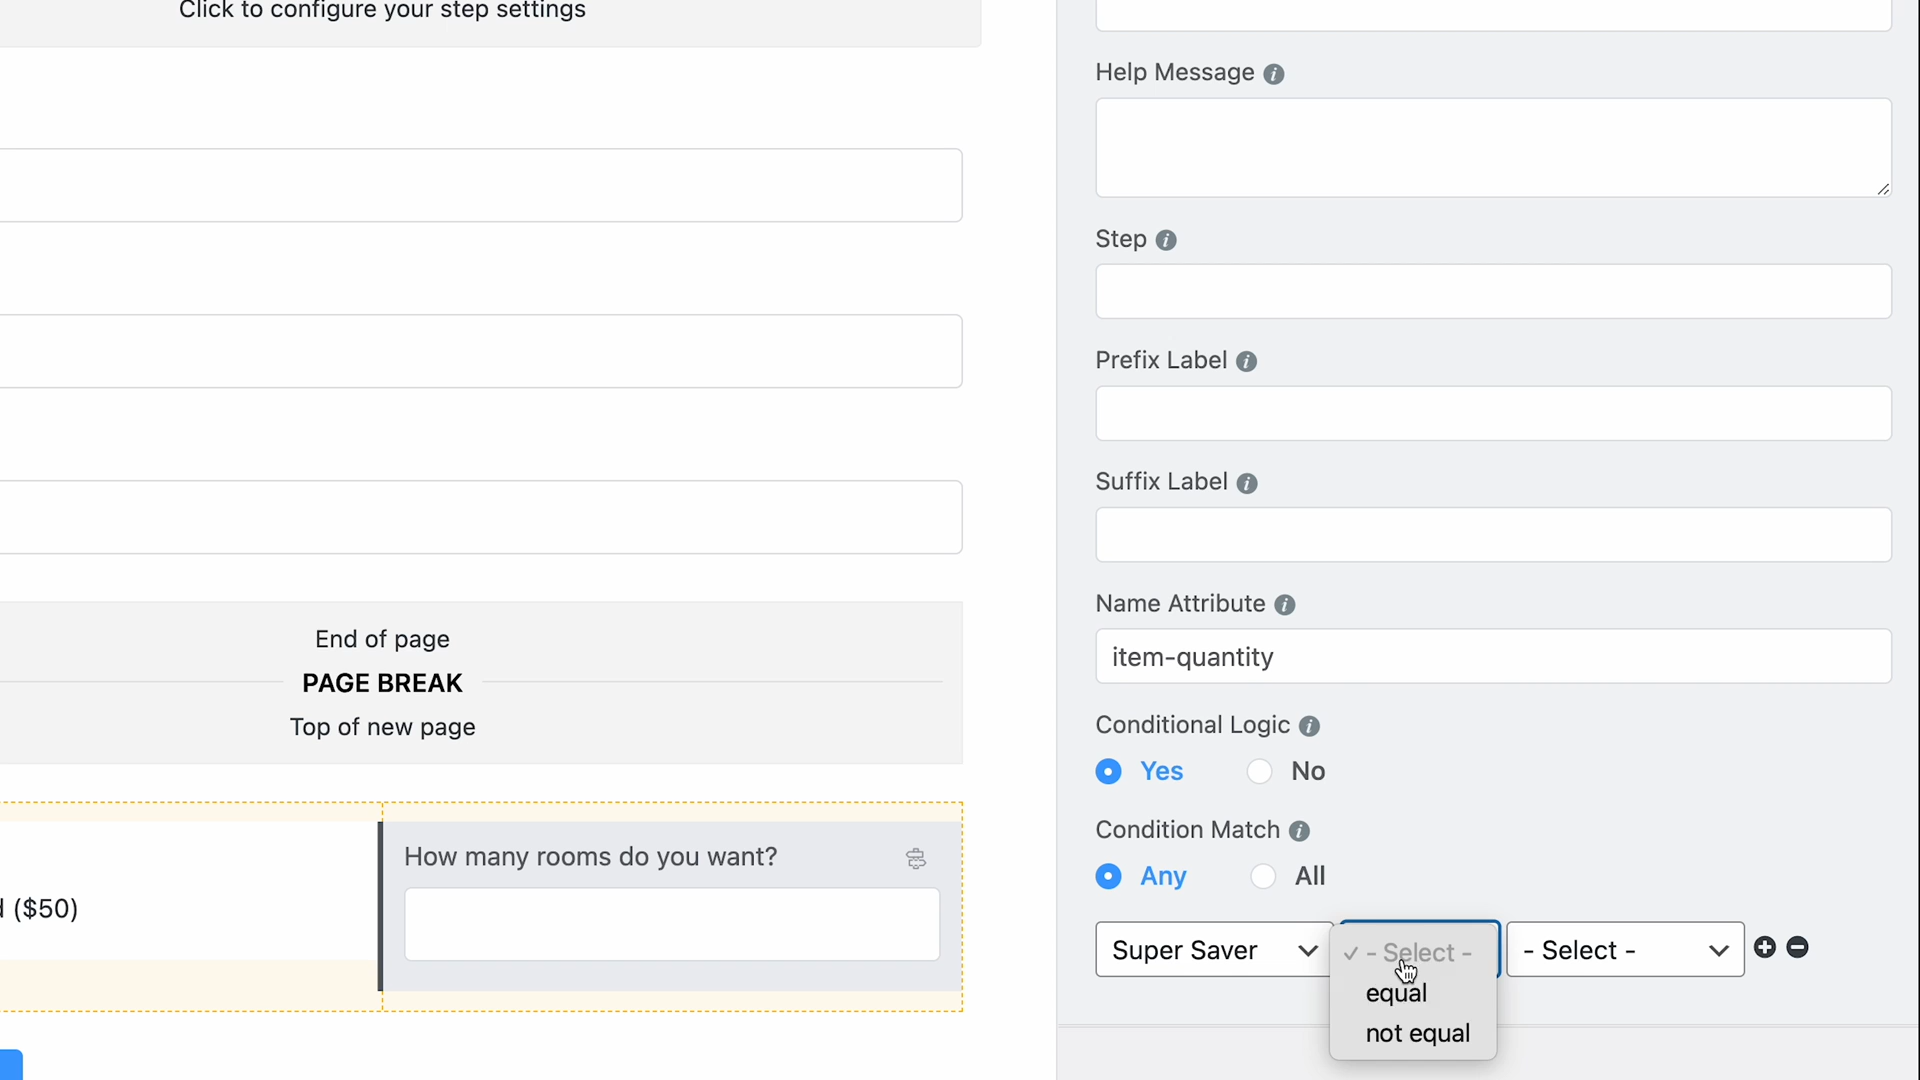 Click to configure your step settings
End of page
PAGE BREAK
Top of new page
How many rooms do you want?
($50)
Help Message
Step
Prefix Label
Suffix Label
Name Attribute
item-quantity
Conditional Logic
Yes No
Condition Match
Any All
Super Saver - Select - - Select -
equal
not equal